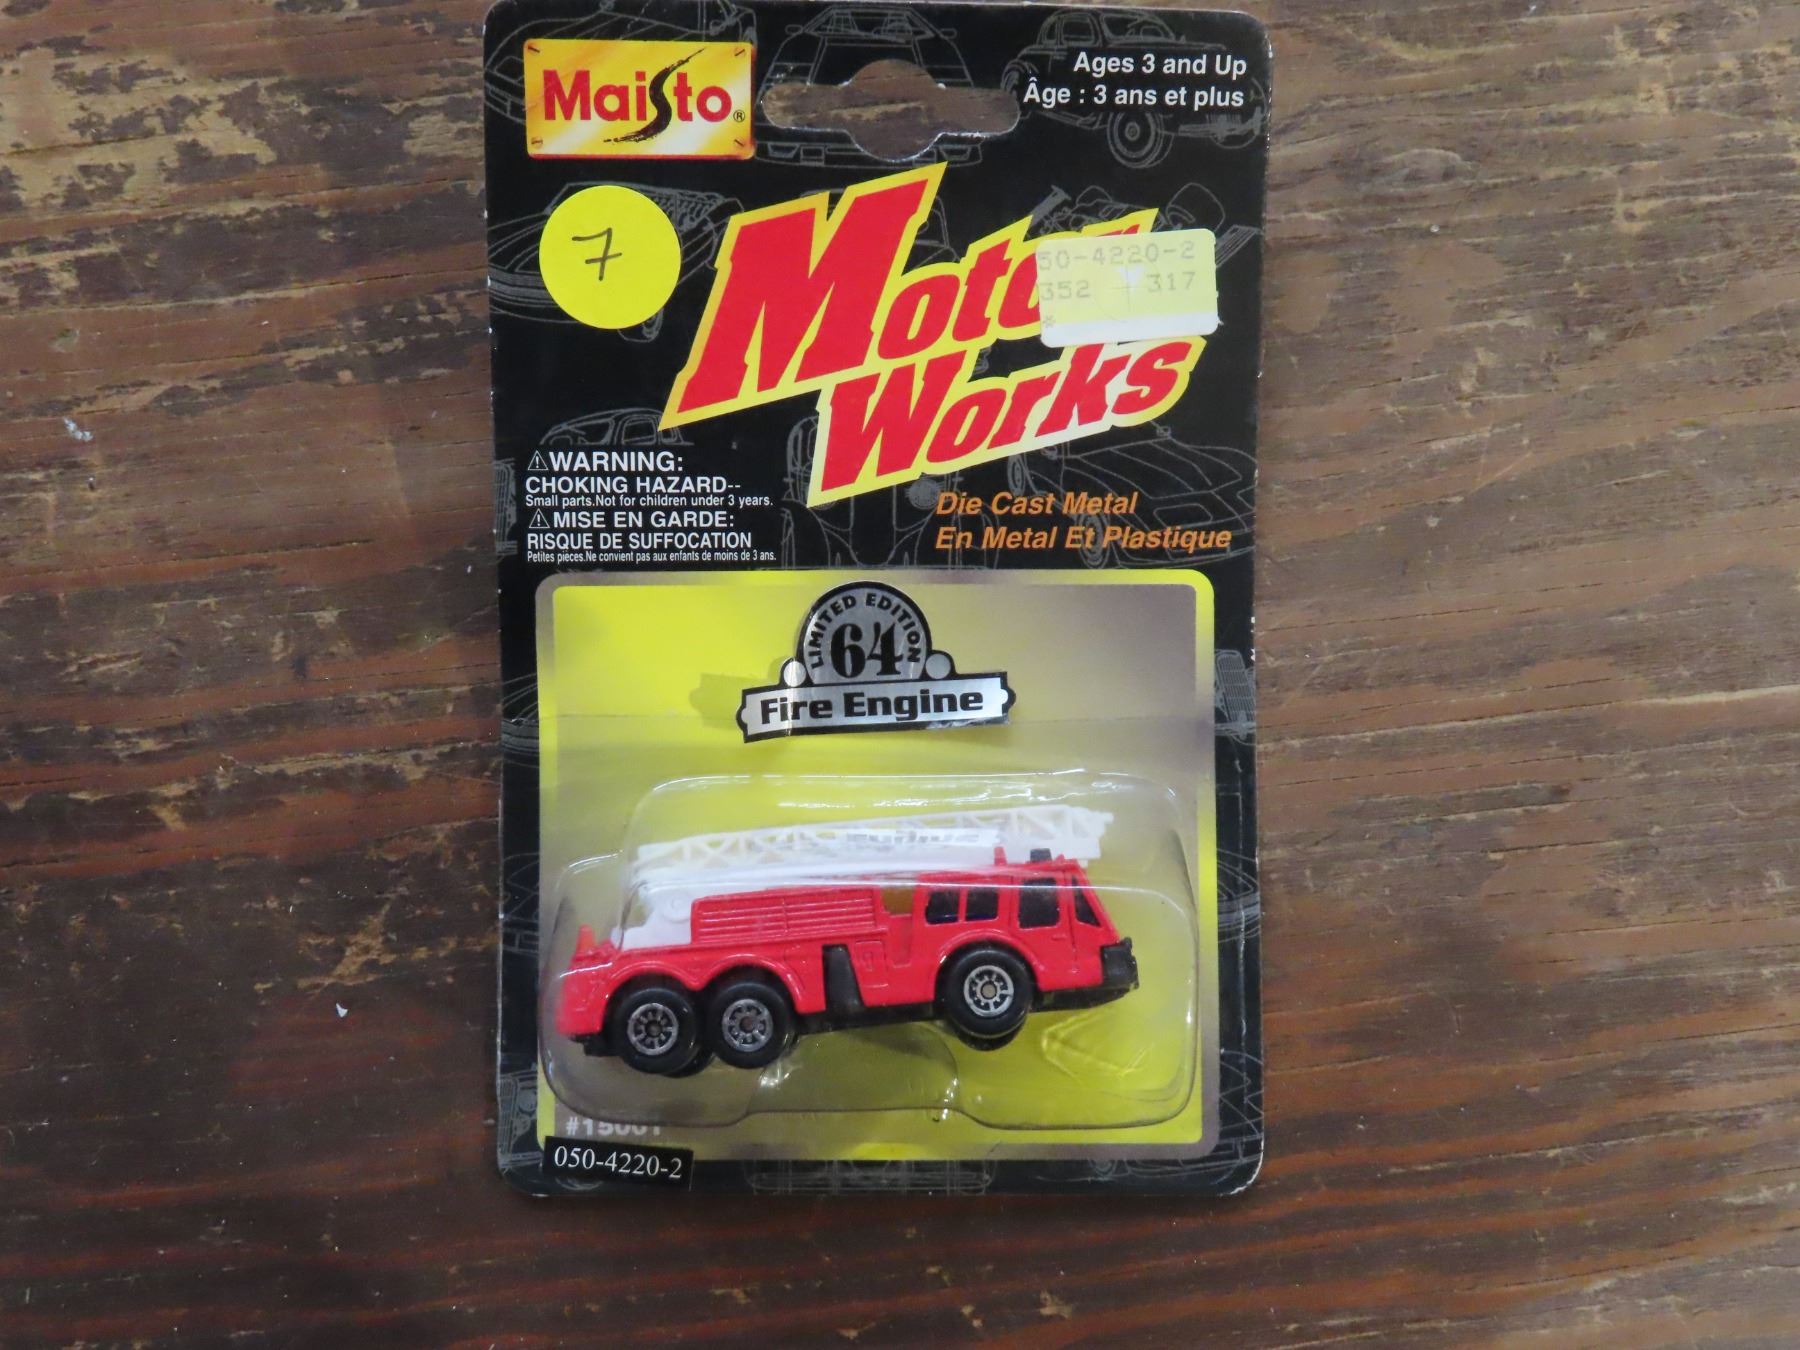 Maisto®
Ages 3 and Up
Âge : 3 ans et plus
7
Motor
Works
50-4220-2
352 317
*
⚠WARNING:
CHOKING HAZARD--
Small parts.Not for children under 3 years.
⚠MISE EN GARDE:
RISQUE DE SUFFOCATION
Petites pièces.Ne convient pas aux enfants de moins de 3 ans.
Die Cast Metal
En Metal Et Plastique
LIMITED EDITION
64
Fire Engine
#15001
050-4220-2